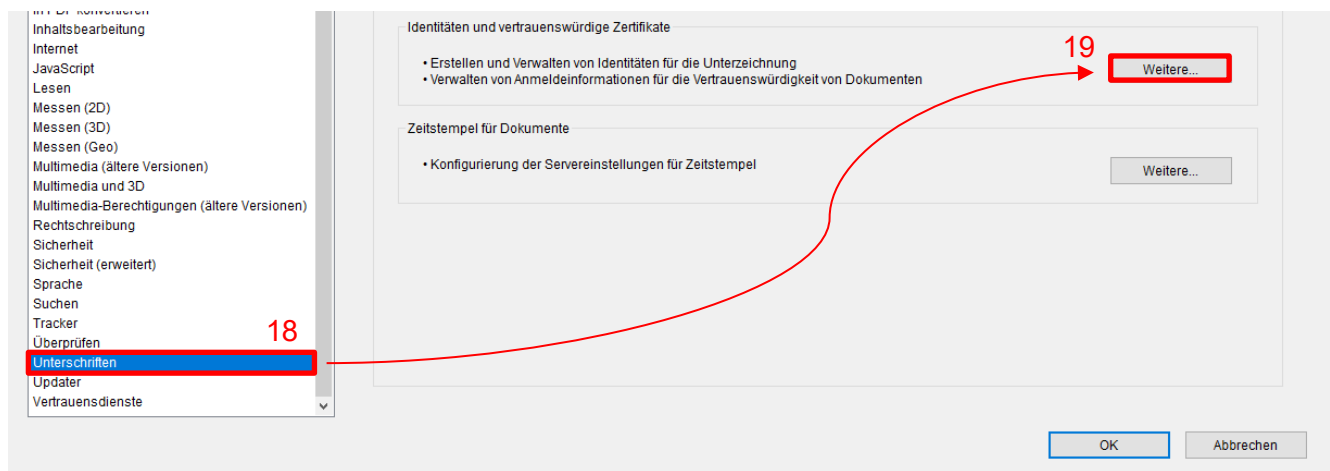 Inhaltsbearbeitung
Internet
JavaScript
Lesen
Messen (2D)
Messen (3D)
Messen (Geo)
Multimedia (ältere Versionen)
Multimedia und 3D
Multimedia-Berechtigungen (ältere Versionen)
Rechtschreibung
Sicherheit
Sicherheit (erweitert)
Sprache
Suchen
Tracker
Überprüfen
18
Unterschriften
Updater
Vertrauensdienste
Identitäten und vertrauenswürdige Zertifikate
• Erstellen und Verwalten von Identitäten für die Unterzeichnung
• Verwalten von Anmeldeinformationen für die Vertrauenswürdigkeit von Dokumenten
19
Weitere...
Zeitstempel für Dokumente
• Konfigurierung der Servereinstellungen für Zeitstempel
Weitere...
OK
Abbrechen